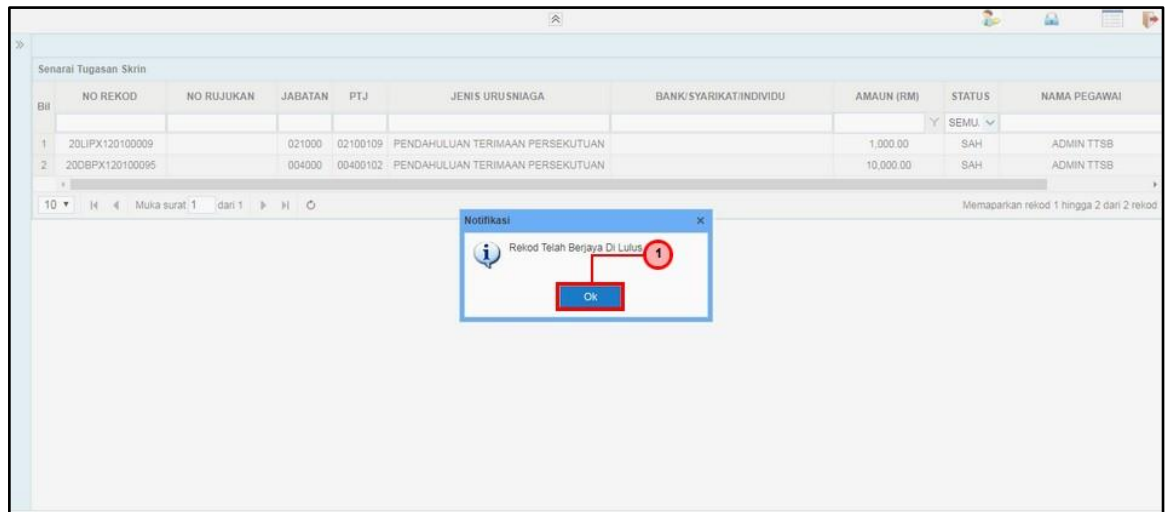 Senarai Tugasan Skrin
Bil NO REKOD NO RUJUKAN JABATAN PTJ JENIS URUSNIAGA BANK/SYARIKAT/INDIVIDU AMAUN (RM) STATUS NAMA PEGAWAI
SEMU.
1 20LIPX120100009 021000 02100109 PENDAHULUAN TERIMAAN PERSEKUTUAN 1,000.00 SAH ADMIN TTSB
2 20DBPX120100095 004000 00400102 PENDAHULUAN TERIMAAN PERSEKUTUAN 10,000.00 SAH ADMIN TTSB
10 Muka surat 1 dari 1 Memaparkan rekod 1 hingga 2 dari 2 rekod
Notifikasi
Rekod Telah Berjaya Di Lulus
1
Ok